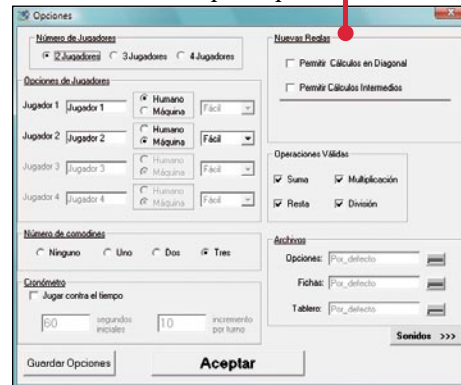 Opciones
Número de Jugadores
2 Jugadores 3 Jugadores 4 Jugadores
Opciones de Jugadores
Jugador 1 Jugador 1 Humano Máquina Fácil
Jugador 2 Jugador 2 Humano Máquina Fácil
Jugador 3 Jugador 3 Humano Máquina Fácil
Jugador 4 Jugador 4 Humano Máquina Fácil
Número de comodines
Ninguno Uno Dos Tres
Cronómetro
Jugar contra el tiempo
60 segundos iniciales 10 incremento por turno
Guardar Opciones
Aceptar
Nuevas Reglas
Permitir Cálculos en Diagonal
Permitir Cálculos Intermedios
Operaciones Válidas
Suma Multiplicación
Resta División
Archivos
Opciones: Por_defecto
Fichas: Por_defecto
Tablero: Por_defecto
Sonidos >>>